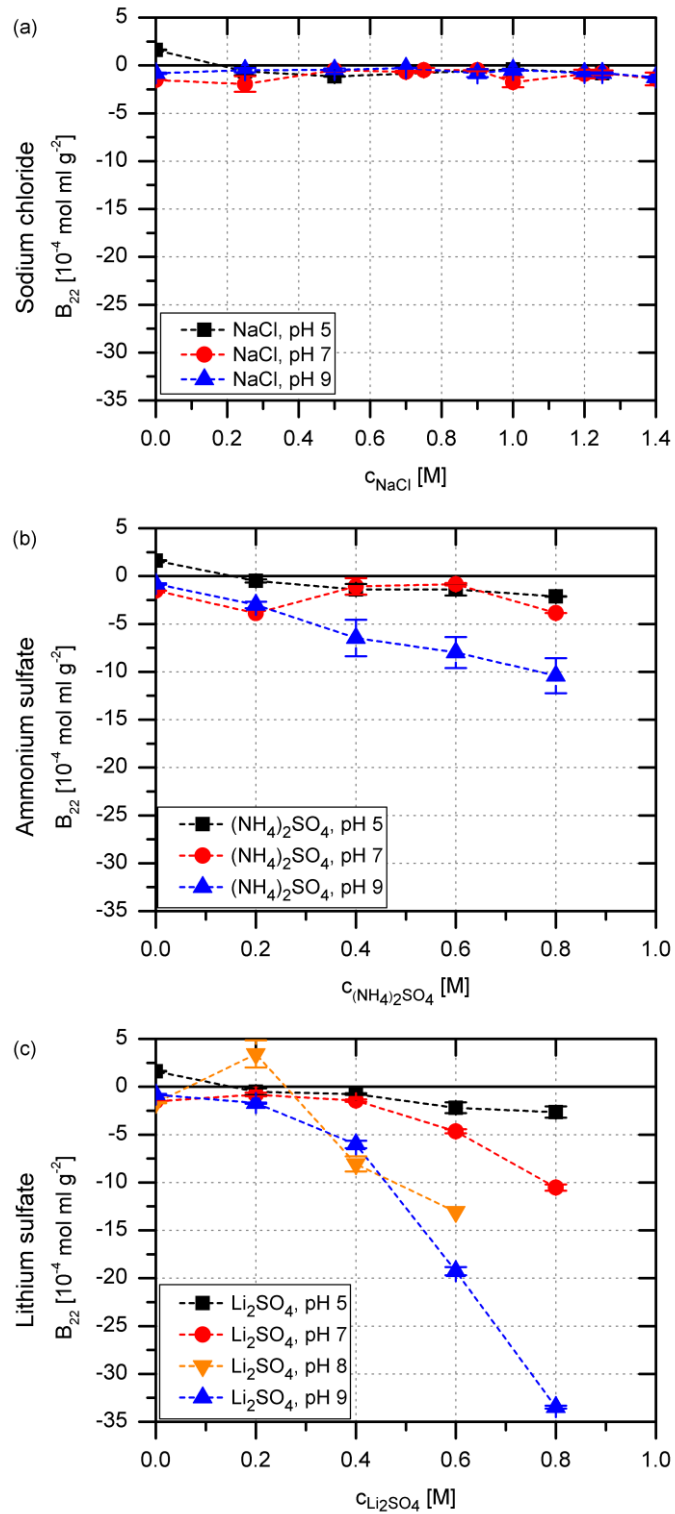 (a)
Sodium chloride
B22 [10-4 mol ml g-2]
5
0
-5
-10
-15
-20
-25
-30
-35
NaCl, pH 5
NaCl, pH 7
NaCl, pH 9
0.0 0.2 0.4 0.6 0.8 1.0 1.2 1.4
cNaCl [M]
(b)
Ammonium sulfate
B22 [10-4 mol ml g-2]
5
0
-5
-10
-15
-20
-25
-30
-35
(NH4)2SO4, pH 5
(NH4)2SO4, pH 7
(NH4)2SO4, pH 9
0.0 0.2 0.4 0.6 0.8 1.0
c(NH4)2SO4 [M]
(c)
Lithium sulfate
B22 [10-4 mol ml g-2]
5
0
-5
-10
-15
-20
-25
-30
-35
Li2SO4, pH 5
Li2SO4, pH 7
Li2SO4, pH 8
Li2SO4, pH 9
0.0 0.2 0.4 0.6 0.8 1.0
cLi2SO4 [M]